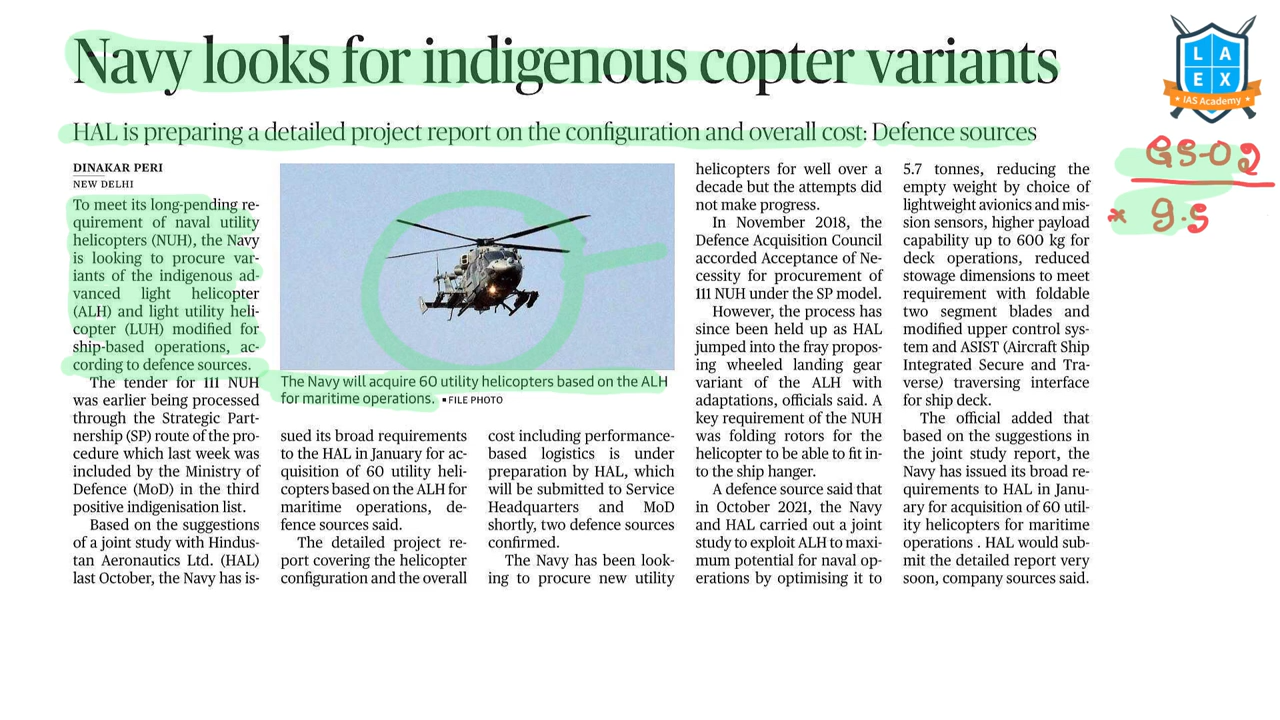 Navy looks for indigenous copter variants
HAL is preparing a detailed project report on the configuration and overall cost: Defence sources
DINAKAR PERI
NEW DELHI
To meet its long-pending re-
quirement of naval utility
helicopters (NUH), the Navy
is looking to procure var-
iants of the indigenous ad-
vanced light helicopter
(ALH) and light utility heli-
copter (LUH) modified for
ship-based operations, ac-
cording to defence sources.
The tender for 111 NUH
was earlier being processed
through the Strategic Part-
nership (SP) route of the pro-
cedure which last week was
included by the Ministry of
Defence (MoD) in the third
positive indigenisation list.
Based on the suggestions
of a joint study with Hindus-
tan Aeronautics Ltd. (HAL)
last October, the Navy has is-
The Navy will acquire 60 utility helicopters based on the ALH
for maritime operations. ▪ FILE PHOTO
sued its broad requirements
to the HAL in January for ac-
quisition of 60 utility heli-
copters based on the ALH for
maritime operations, de-
fence sources said.
The detailed project re-
port covering the helicopter
configuration and the overall
cost including performance-
based logistics is under
preparation by HAL, which
will be submitted to Service
Headquarters and MoD
shortly, two defence sources
confirmed.
The Navy has been look-
ing to procure new utility
helicopters for well over a
decade but the attempts did
not make progress.
In November 2018, the
Defence Acquisition Council
accorded Acceptance of Ne-
cessity for procurement of
111 NUH under the SP model.
However, the process has
since been held up as HAL
jumped into the fray propos-
ing wheeled landing gear
variant of the ALH with
adaptations, officials said. A
key requirement of the NUH
was folding rotors for the
helicopter to be able to fit in-
to the ship hanger.
A defence source said that
in October 2021, the Navy
and HAL carried out a joint
study to exploit ALH to maxi-
mum potential for naval op-
erations by optimising it to
5.7 tonnes, reducing the
empty weight by choice of
lightweight avionics and mis-
sion sensors, higher payload
capability up to 600 kg for
deck operations, reduced
stowage dimensions to meet
requirement with foldable
two segment blades and
modified upper control sys-
tem and ASIST (Aircraft Ship
Integrated Secure and Tra-
verse) traversing interface
for ship deck.
The official added that
based on the suggestions in
the joint study report, the
Navy has issued its broad re-
quirements to HAL in Janu-
ary for acquisition of 60 util-
ity helicopters for maritime
operations . HAL would sub-
mit the detailed report very
soon, company sources said.
L A
E X
IAS Academy
GS-02
* 9.5